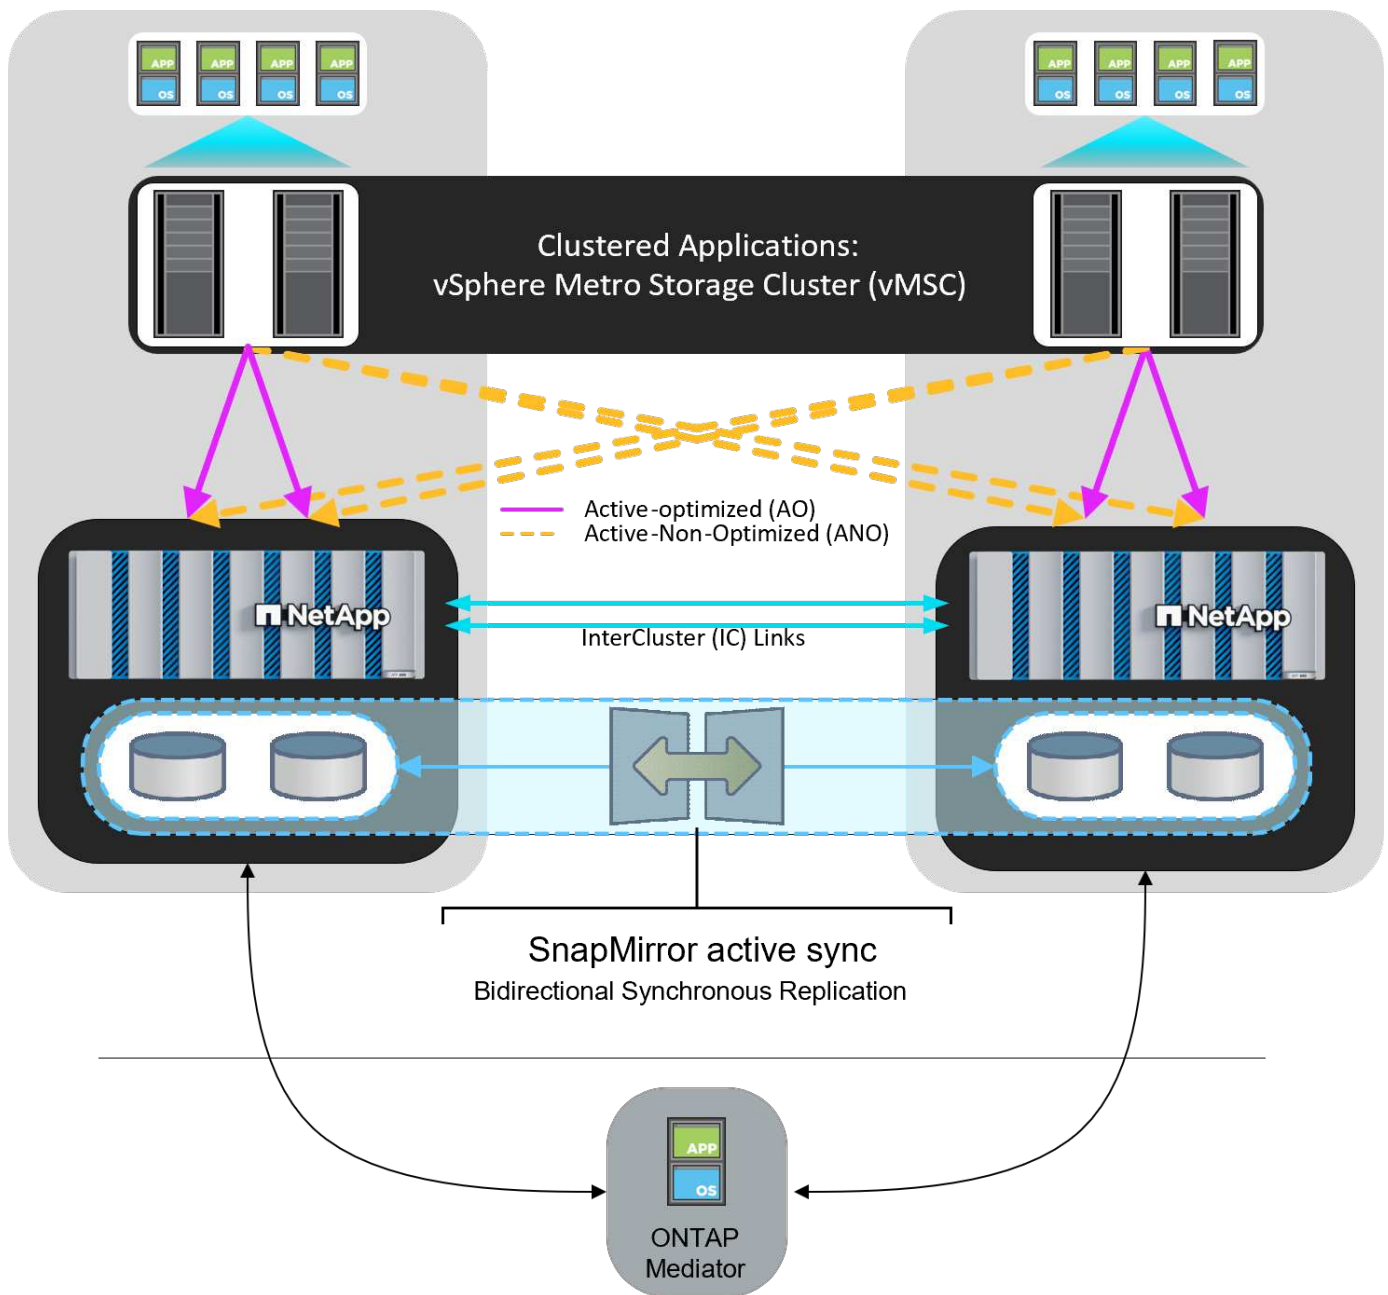 APP APP APP APP
OS OS OS OS
APP APP APP APP
OS OS OS OS
Clustered Applications:
vSphere Metro Storage Cluster (vMSC)
Active-optimized (AO)
Active-Non-Optimized (ANO)
NetApp
NetApp
InterCluster (IC) Links
SnapMirror active sync
Bidirectional Synchronous Replication
APP
OS
ONTAP
Mediator